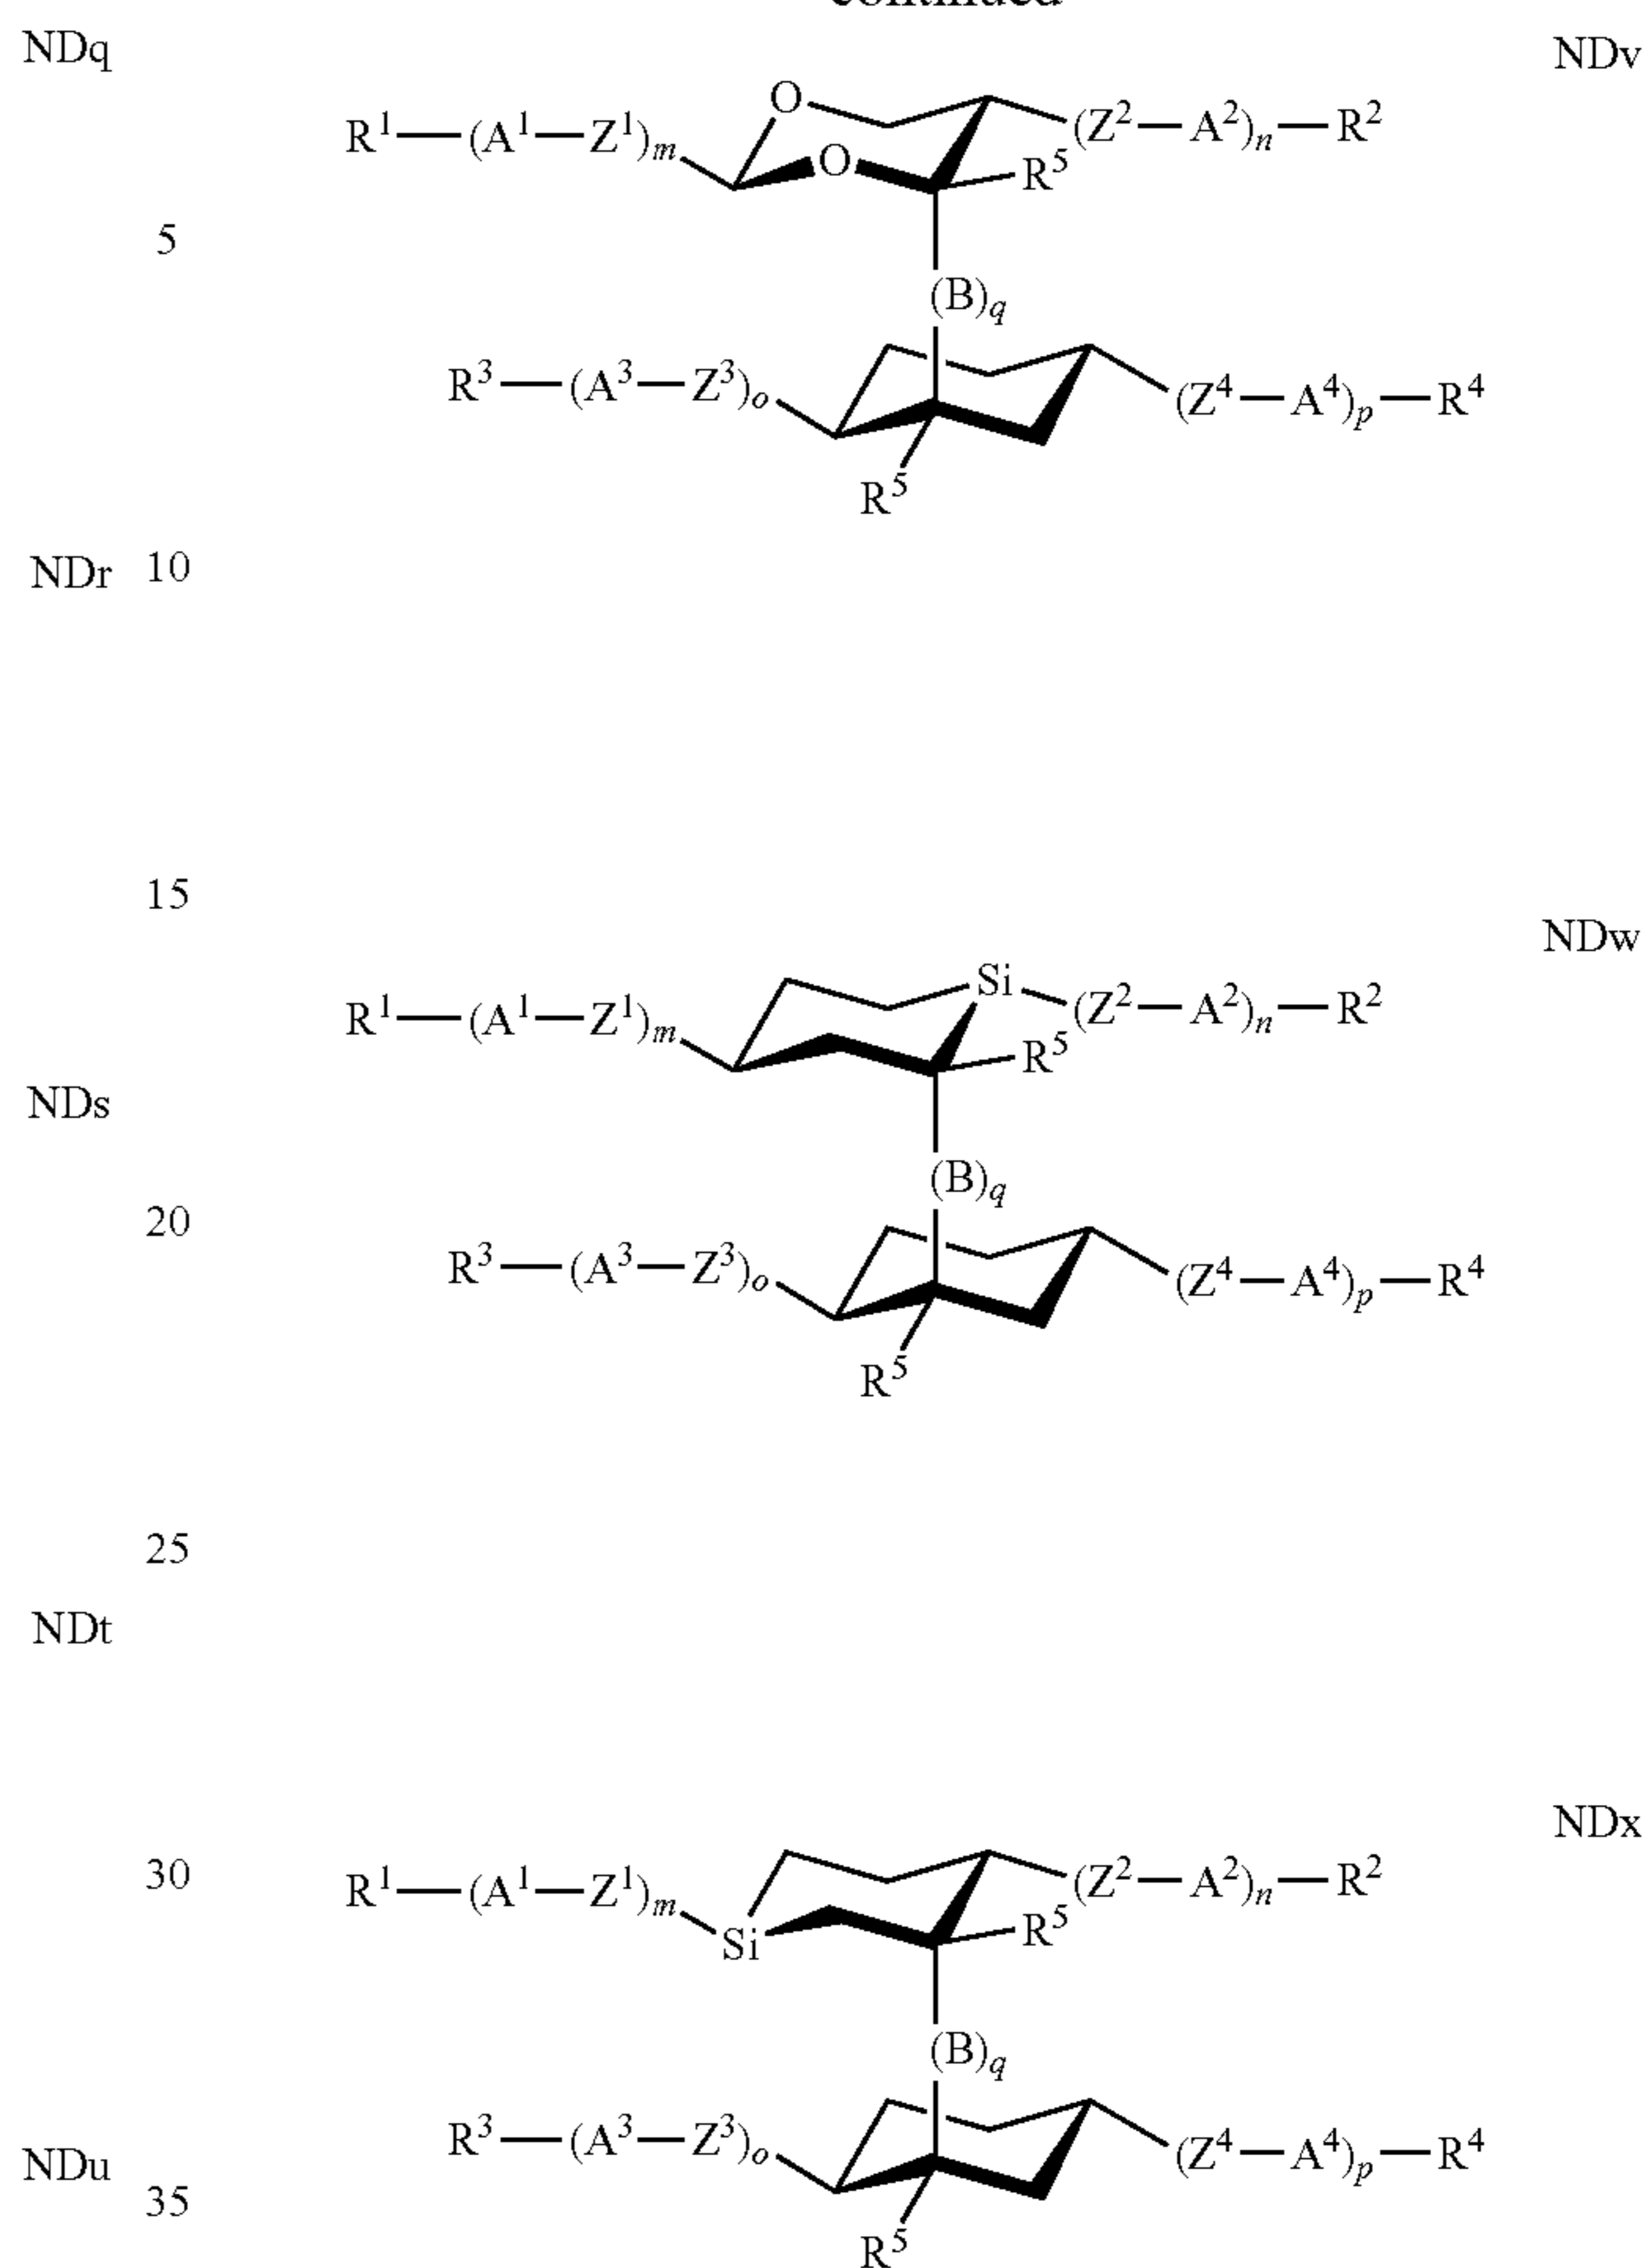 continued
NDq
NDv
R¹—(A¹—Z¹)m
O
O
(Z²—A²)n—R²
R⁵
5
(B)q
R³—(A³—Z³)o
(Z⁴—A⁴)p—R⁴
R⁵
NDr
10
15
NDw
R¹—(A¹—Z¹)m
Si
(Z²—A²)n—R²
R⁵
NDs
(B)q
20
R³—(A³—Z³)o
(Z⁴—A⁴)p—R⁴
R⁵
25
NDt
NDx
30
R¹—(A¹—Z¹)m
Si
(Z²—A²)n—R²
R⁵
(B)q
R³—(A³—Z³)o
(Z⁴—A⁴)p—R⁴
NDu
35
R⁵